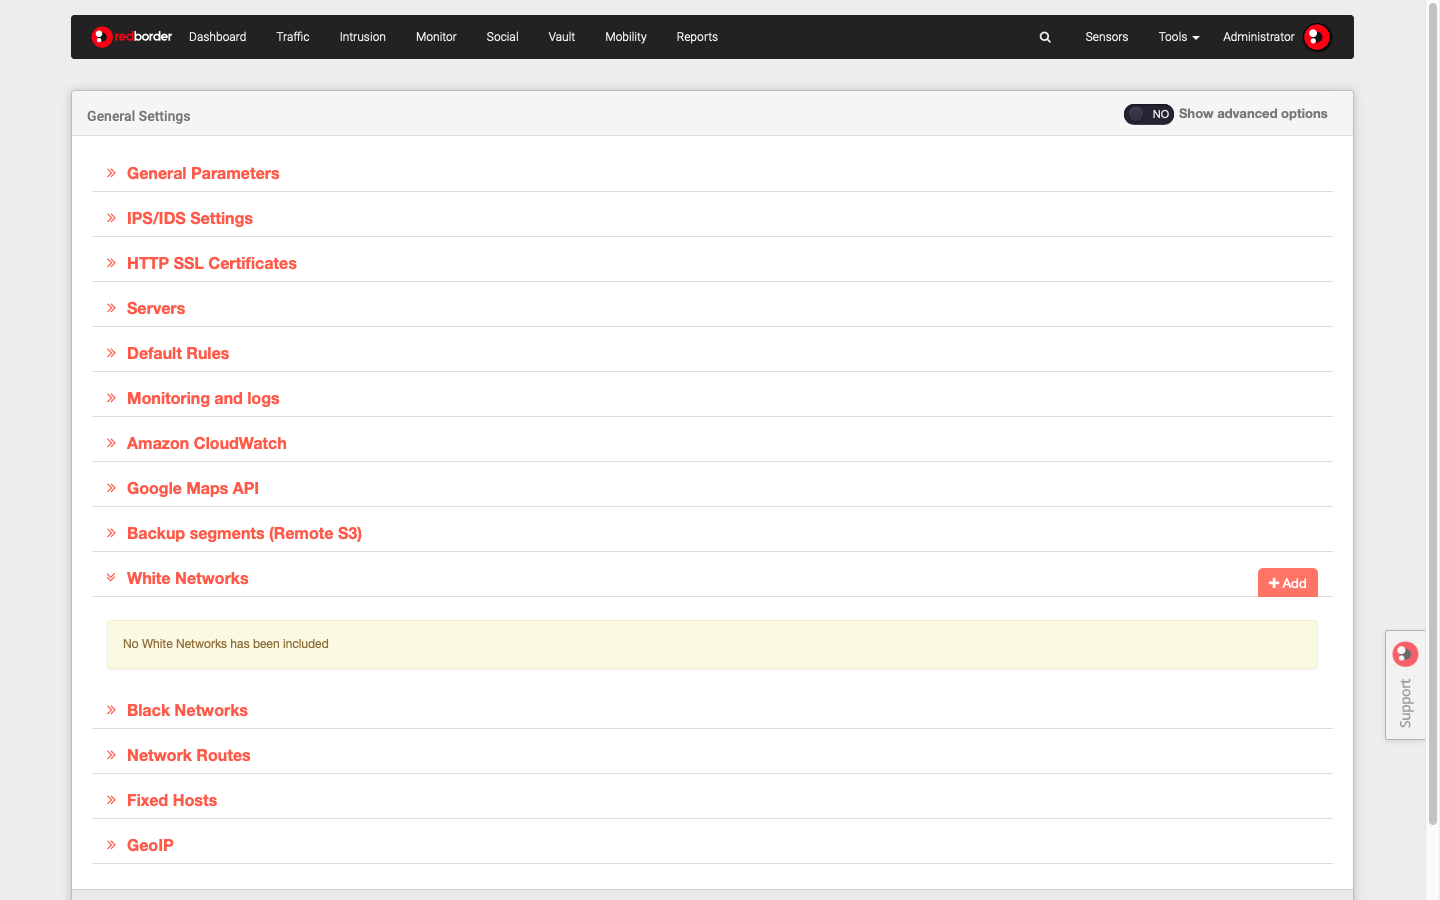 redborder Dashboard Traffic Intrusion Monitor Social Vault Mobility Reports Sensors Tools Administrator
General Settings NO Show advanced options
General Parameters
IPS/IDS Settings
HTTP SSL Certificates
Servers
Default Rules
Monitoring and logs
Amazon CloudWatch
Google Maps API
Backup segments (Remote S3)
White Networks + Add
No White Networks has been included
Black Networks
Network Routes
Fixed Hosts
GeoIP
Support